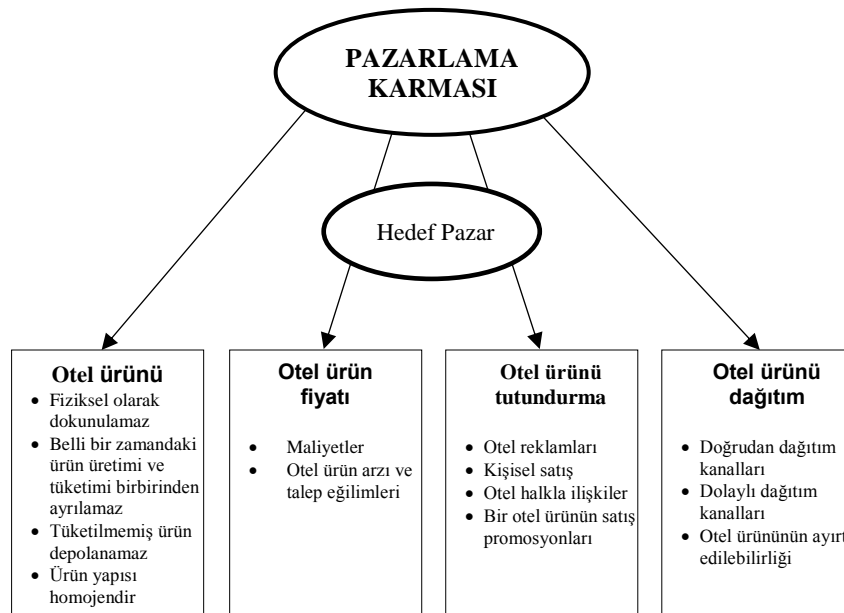 PAZARLAMA
KARMASI
Hedef Pazar
Otel ürünü
• Fiziksel olarak
dokunulamaz
• Belli bir zamandaki
ürün üretimi ve
tüketimi birbirinden
ayrılamaz
• Tüketilmemiş ürün
depolanamaz
• Ürün yapısı
homojendir
Otel ürün
fiyatı
• Maliyetler
• Otel ürün arzı ve
talep eğilimleri
Otel ürünü
tutundurma
• Otel reklamları
• Kişisel satış
• Otel halkla ilişkiler
• Bir otel ürünün satış
promosyonları
Otel ürünü
dağıtım
• Doğrudan dağıtım
kanalları
• Dolaylı dağıtım
kanalları
• Otel ürününün ayırt
edilebilirliği